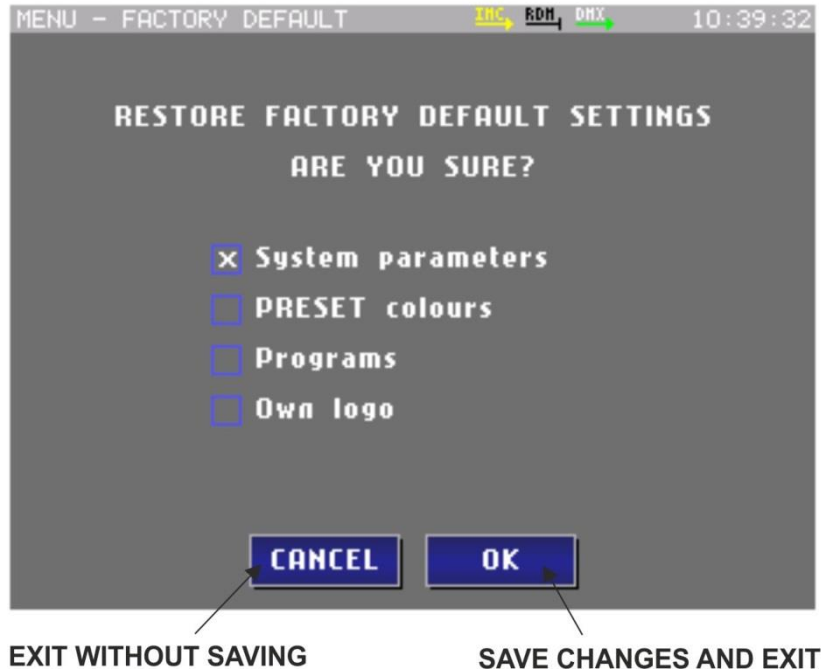 MENU - FACTORY DEFAULT INC RDM DMX 10:39:32
RESTORE FACTORY DEFAULT SETTINGS
ARE YOU SURE?
x System parameters
PRESET colours
Programs
Own logo
CANCEL OK
EXIT WITHOUT SAVING SAVE CHANGES AND EXIT